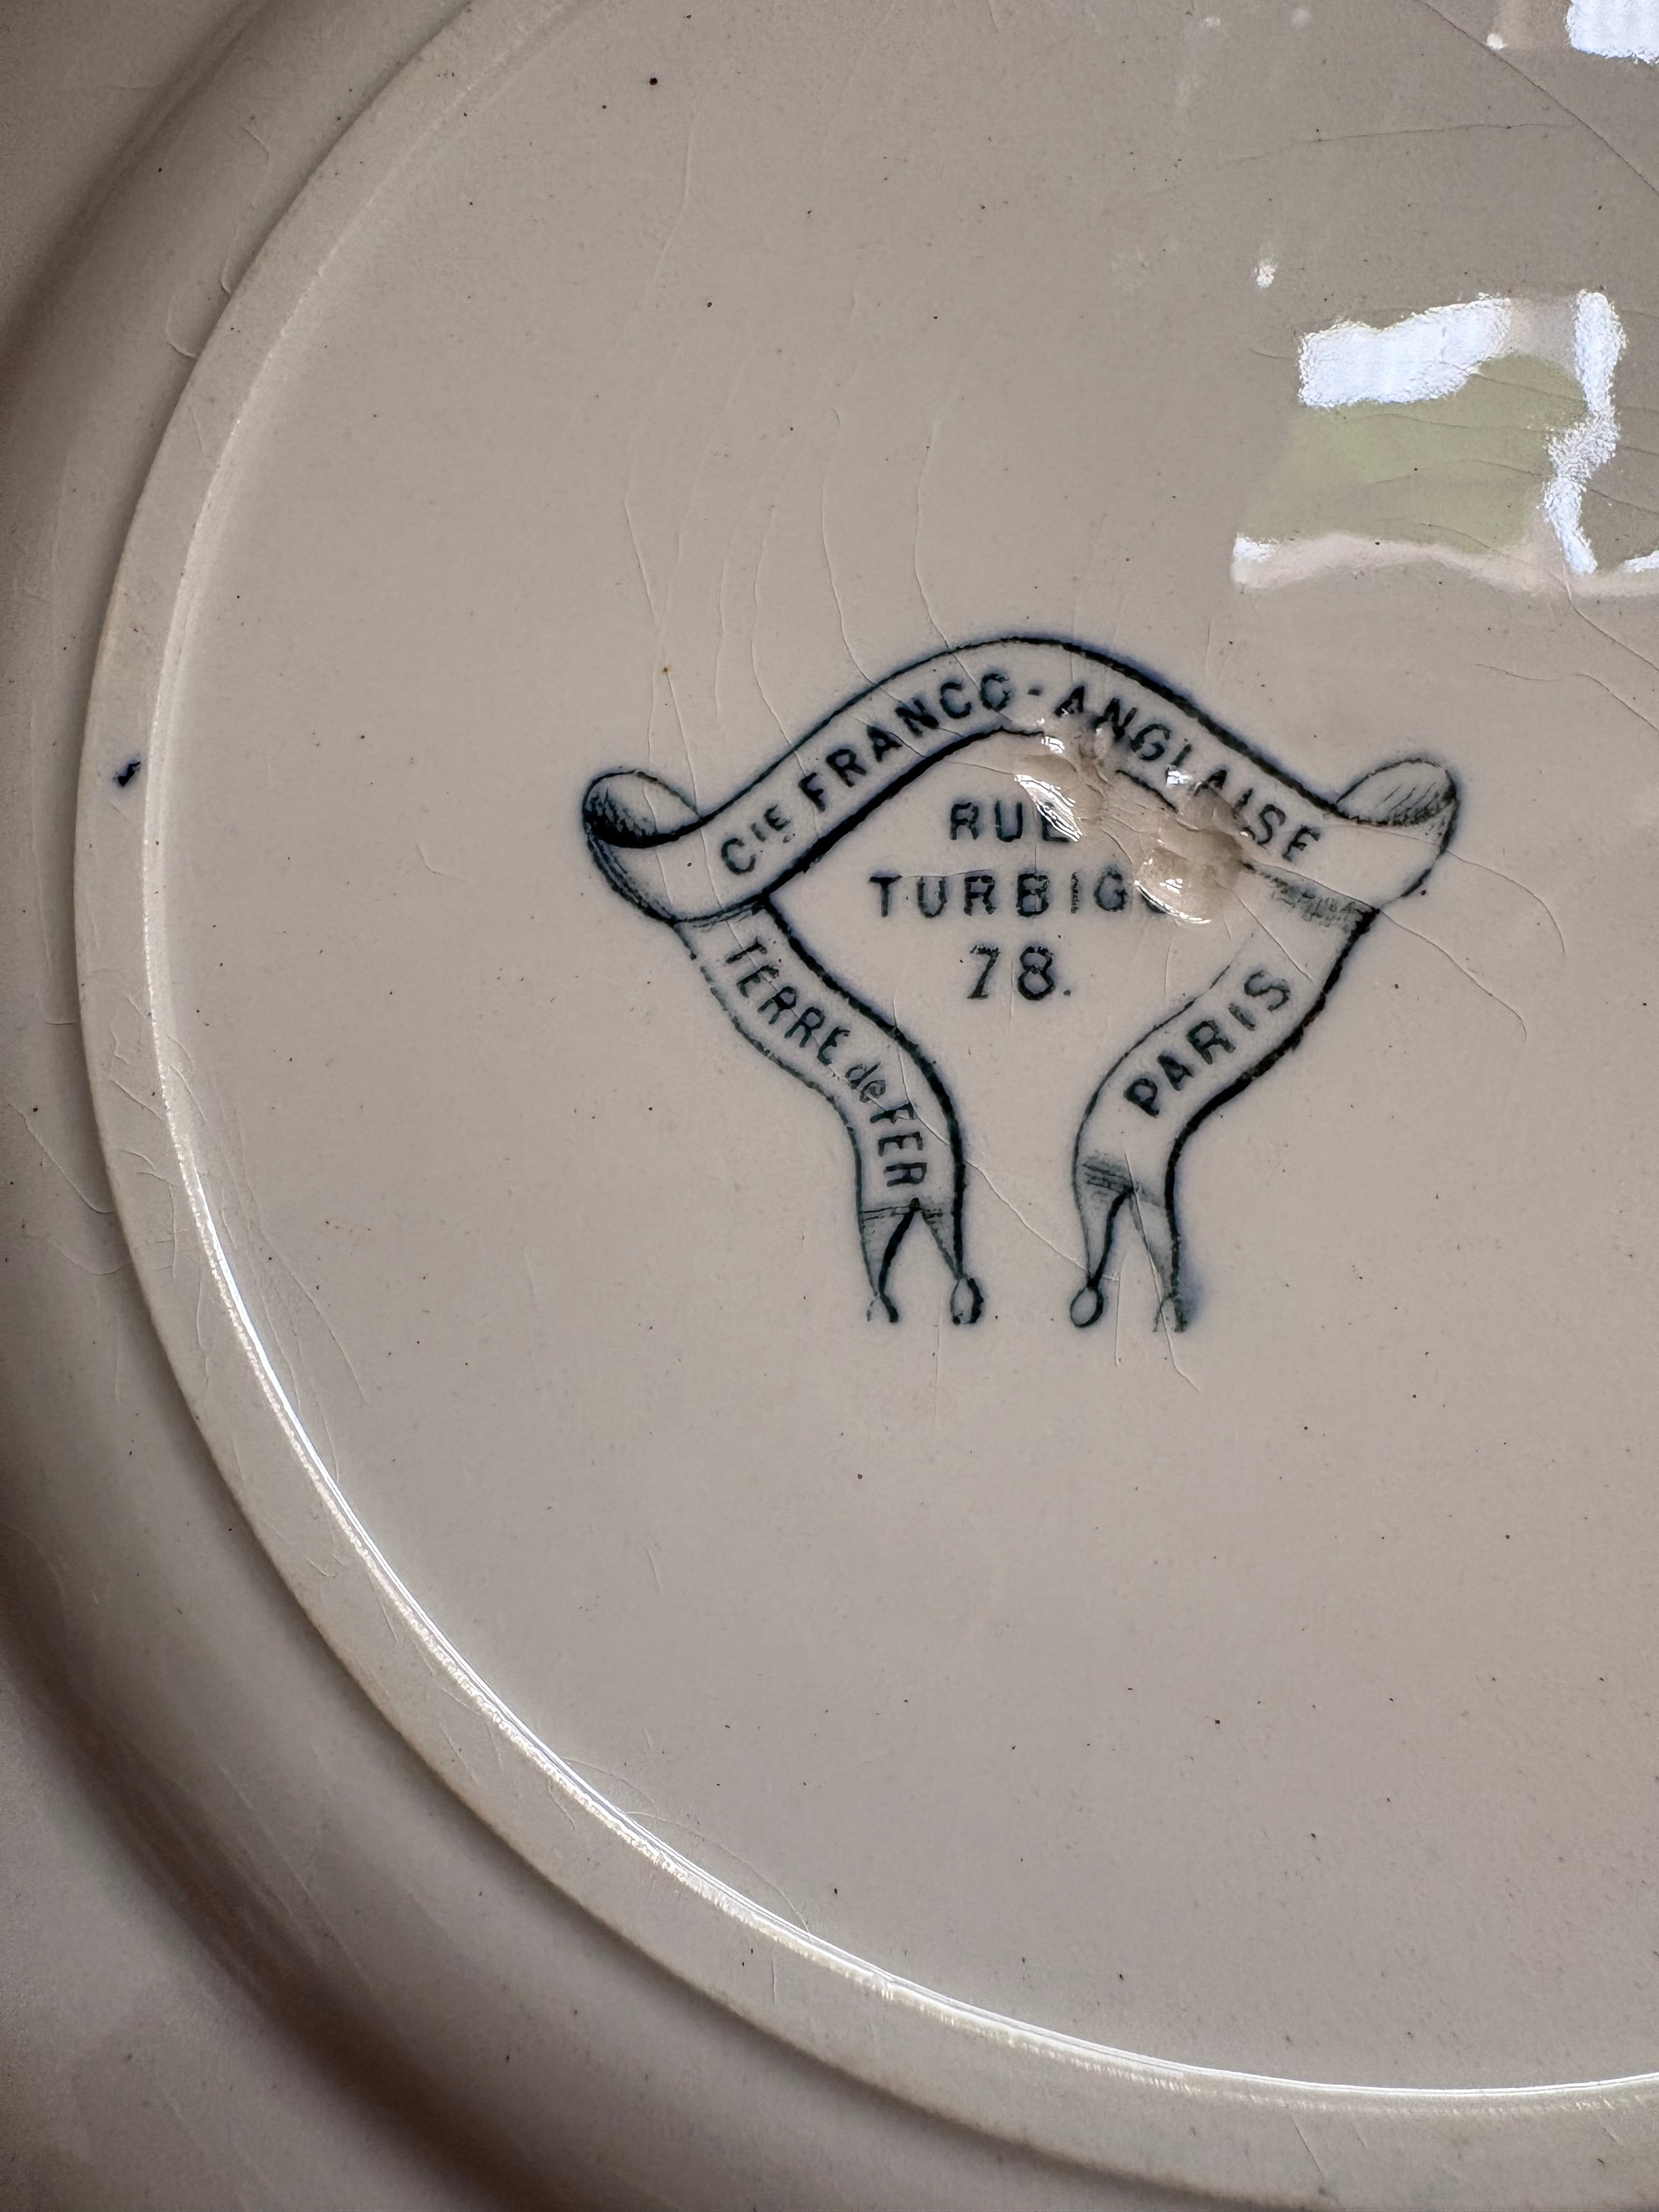 Cie FRANCO-ANGLAISE
RUE
TURBIGO
78.
TERRE de FER
PARIS